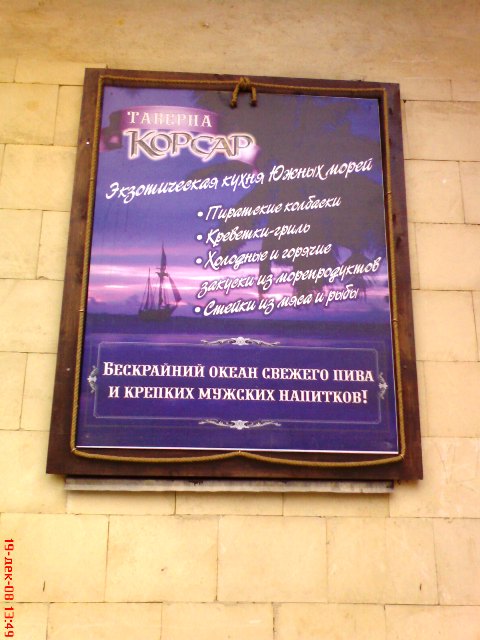 ТАВЕРНА
КОРСАР
Экзотическая кухня Южных морей
• Пиратские колбаски
• Креветки-гриль
• Холодные и горячие
закуски из морепродуктов
• Стейки из мяса и рыбы
Бескрайний океан свежего пива
и крепких мужских напитков!
19-дек-08 13:49